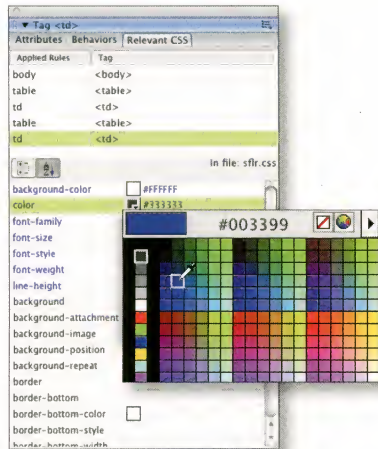 Tag <td>
Attributes Behaviors Relevant CSS
Applied Rules Tag
body <body>
table <table>
td <td>
table <table>
td <td>
In file: sflr.css
background-color #FFFFFF
color #333333
font-family
#003399
font-size
font-style
font-weight
line-height
background
background-attachment
background-image
background-position
background-repeat
border
border-bottom
border-bottom-color
border-bottom-style
border-bottom-width